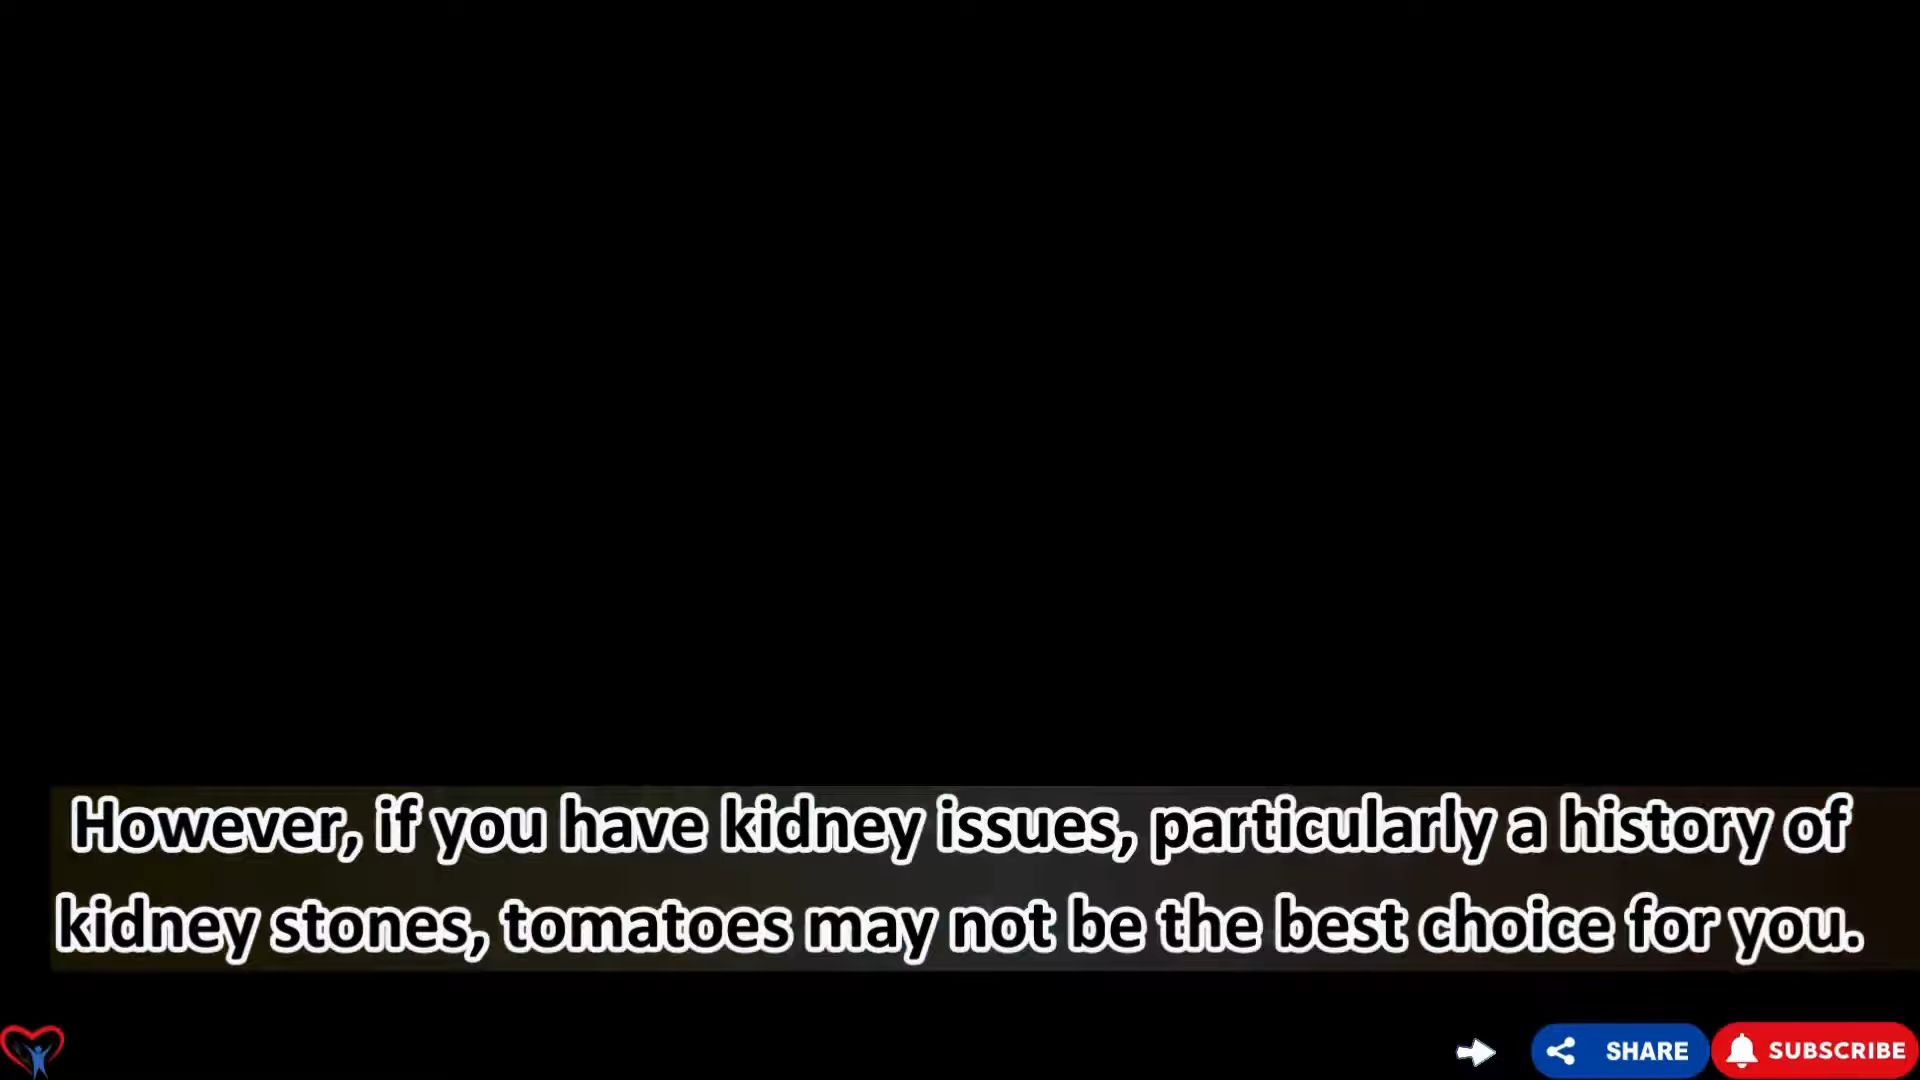 However, if you have kidney issues, particularly a history of
kidney stones, tomatoes may not be the best choice for you.
SHARE
SUBSCRIBE